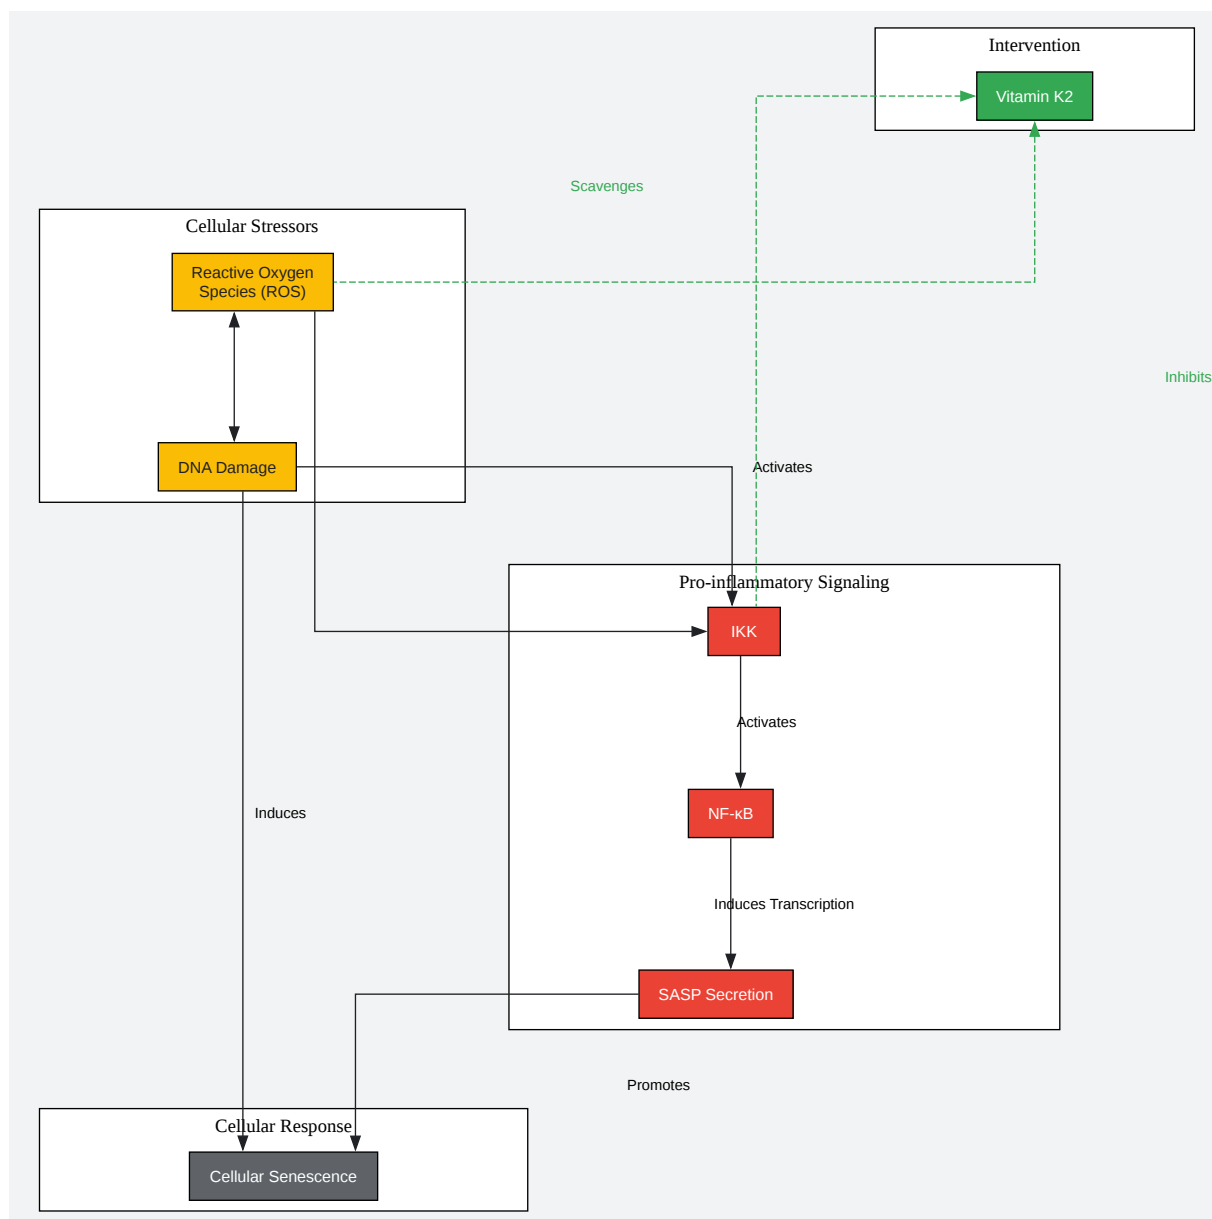 Intervention
Vitamin K2
Scavenges
Cellular Stressors
Reactive Oxygen
Species (ROS)
Inhibits
DNA Damage
Activates
Pro-inflammatory Signaling
IKK
Activates
Induces
NF-κB
Induces Transcription
SASP Secretion
Promotes
Cellular Response
Cellular Senescence